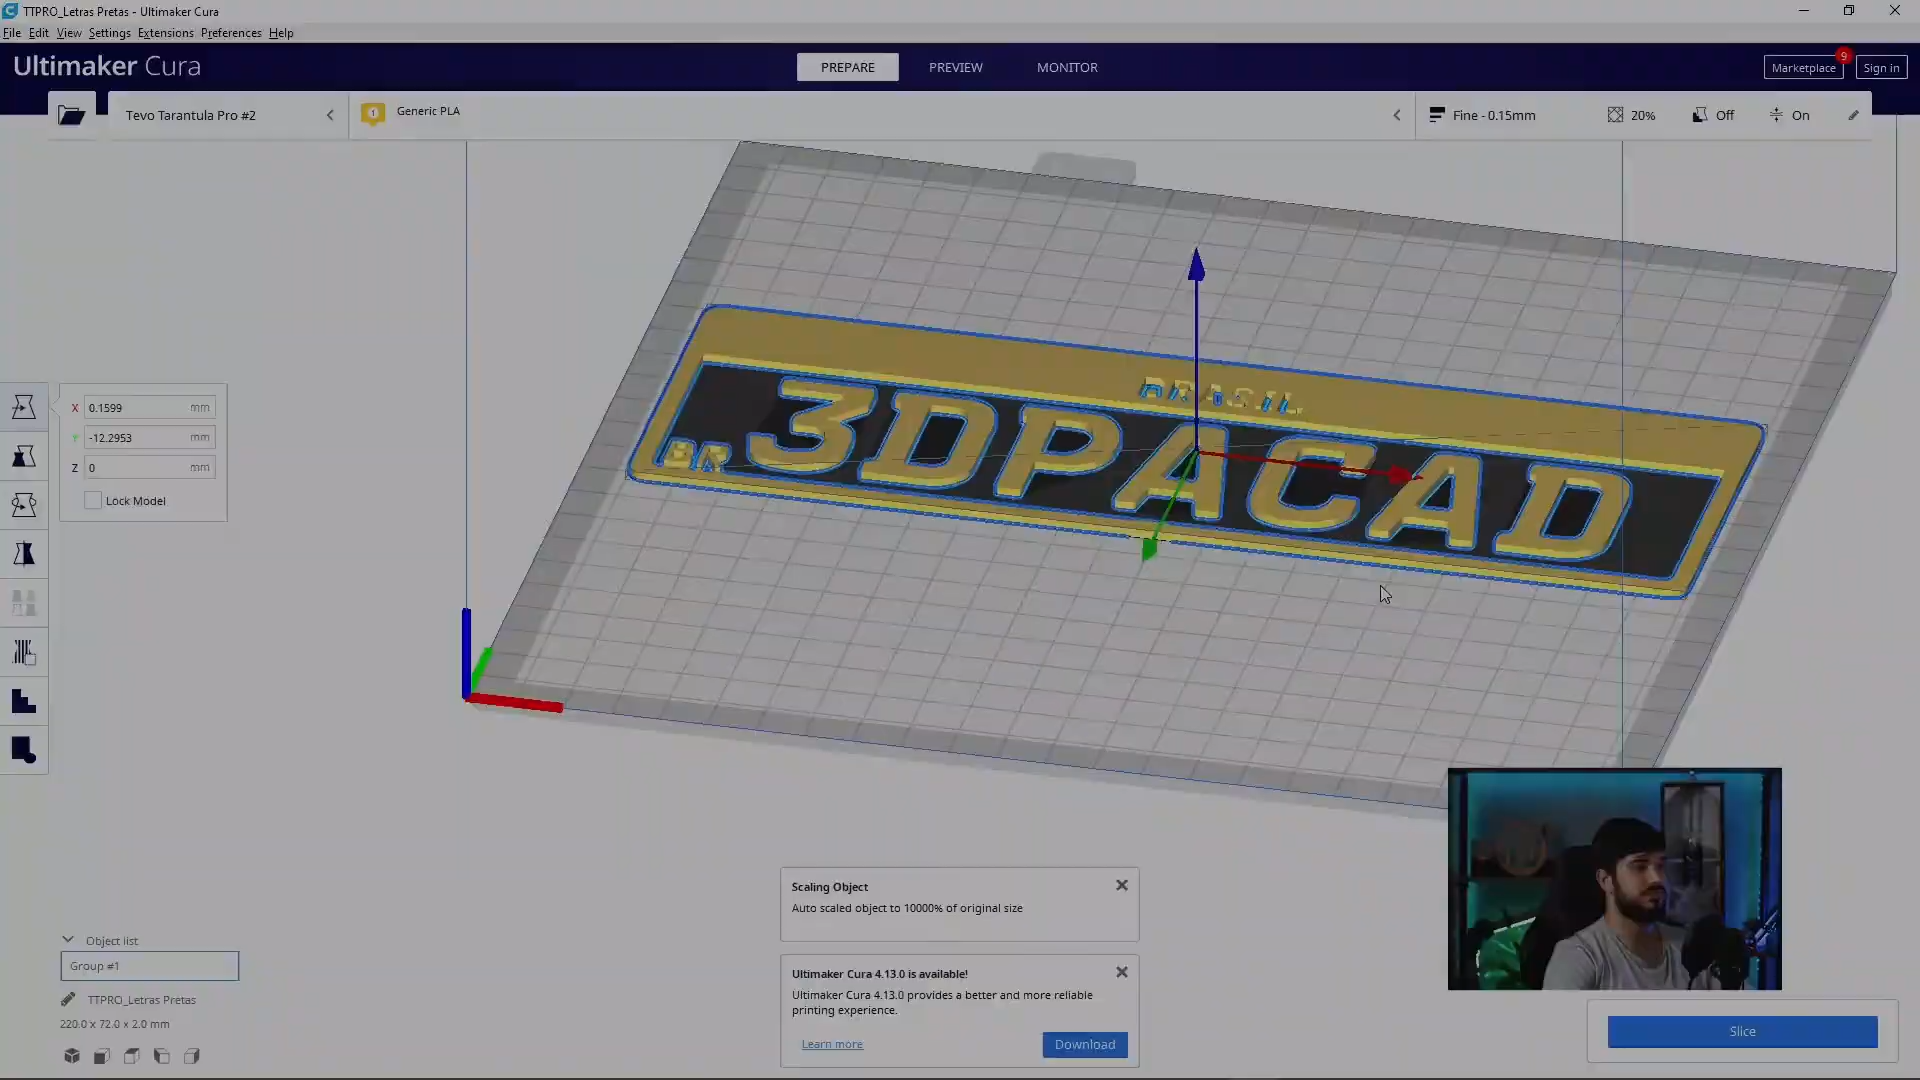 TTPRO_Letras Pretas - Ultimaker Cura
File Edit View Settings Extensions Preferences Help
Ultimaker Cura
PREPARE
PREVIEW
MONITOR
Marketplace
9
Sign in
Tevo Tarantula Pro #2
1
Generic PLA
Fine - 0.15mm
20%
Off
On
BRASIL
BR
3DPACAD
X 0.1599 mm
Y -12.2953 mm
Z 0 mm
Lock Model
Scaling Object
Auto scaled object to 10000% of original size
Ultimaker Cura 4.13.0 is available!
Ultimaker Cura 4.13.0 provides a better and more reliable
printing experience.
Learn more
Download
Object list
Group #1
TTPRO_Letras Pretas
220.0 x 72.0 x 2.0 mm
Slice